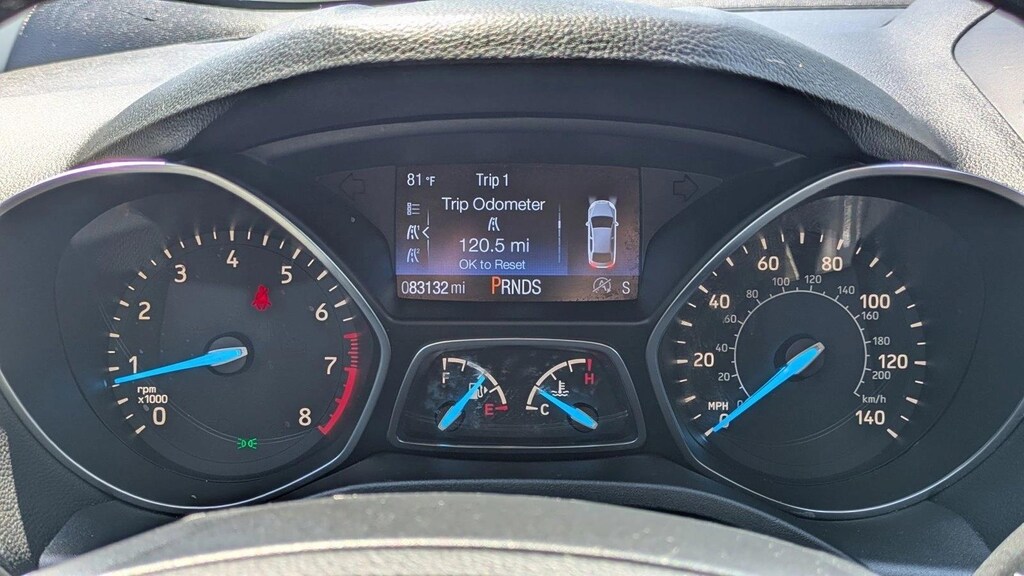 81 °F Trip 1
Trip Odometer
120.5 mi
OK to Reset
083132 mi PRNDS S
0 1 2 3 4 5 6 7 8
rpm
x1000
F E
H C
0 20 40 60 80 100 120 140
MPH
0 20 40 60 80 100 120 140 160 180 200
km/h